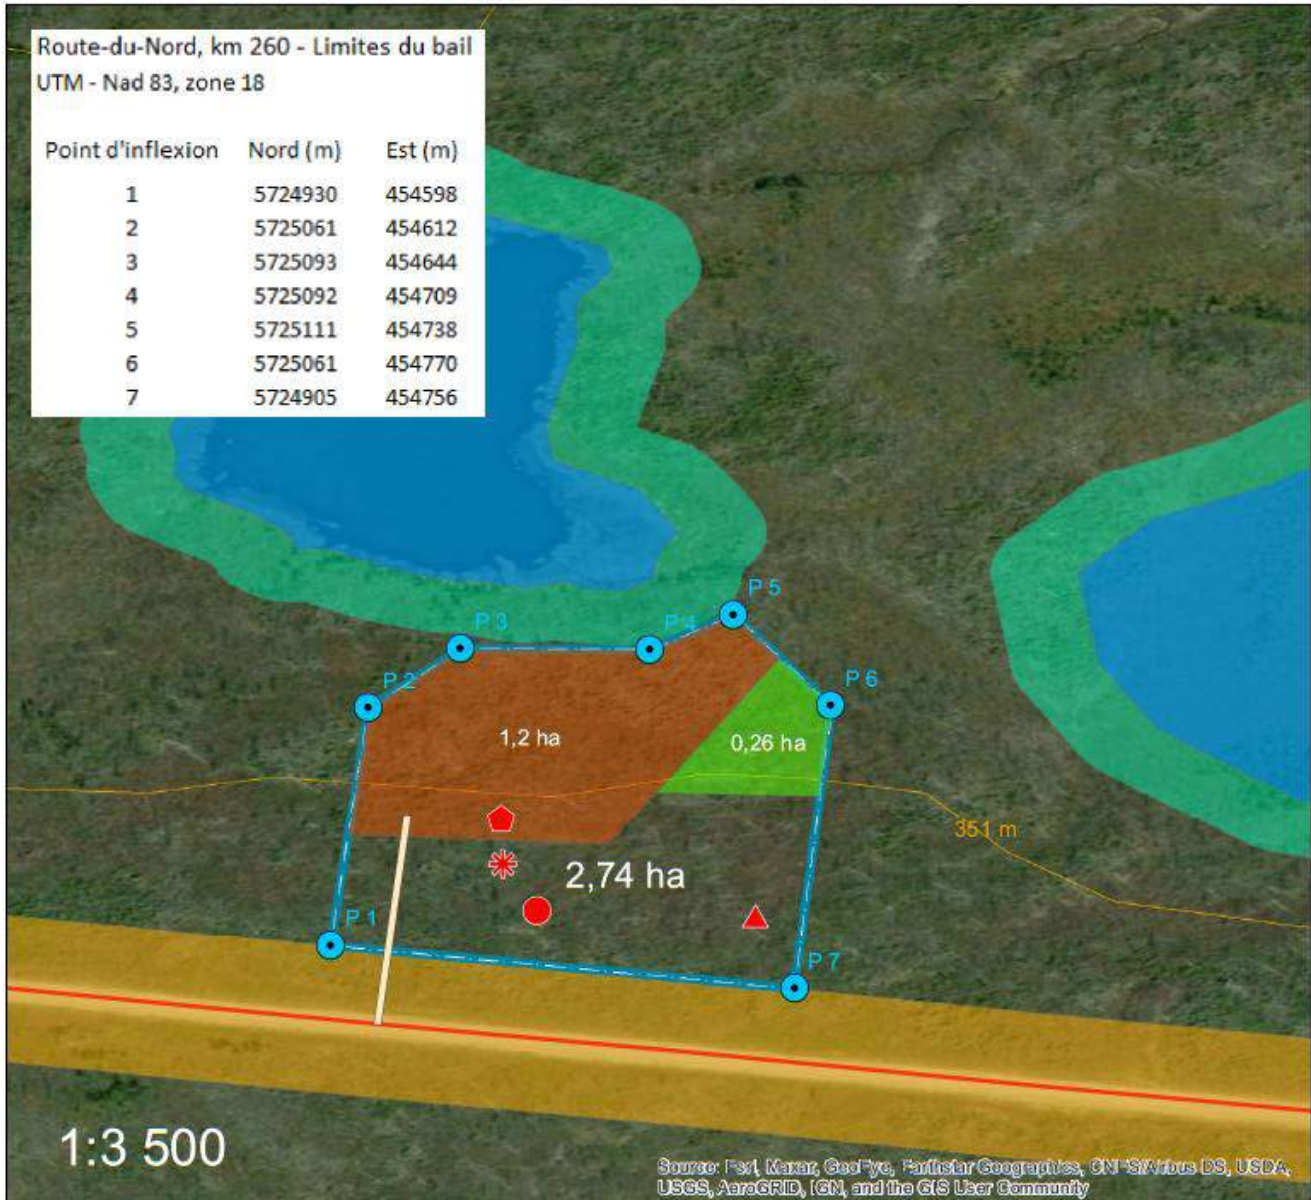 Route-du-Nord, km 260 - Limites du bail
UTM - Nad 83, zone 18
Point d'inflexion Nord (m) Est (m)
1 5724930 454598
2 5725061 454612
3 5725093 454644
4 5725092 454709
5 5725111 454738
6 5725061 454770
7 5724905 454756
P 5
P 3
P 4
P 2
P 6
1,2 ha
0,26 ha
351 m
2,74 ha
P 1
P 7
1:3 500
Source: Esri, Maxar, GeoEye, Earthstar Geographics, CNES/Airbus DS, USDA,
USGS, AeroGRID, IGN, and the GIS User Community